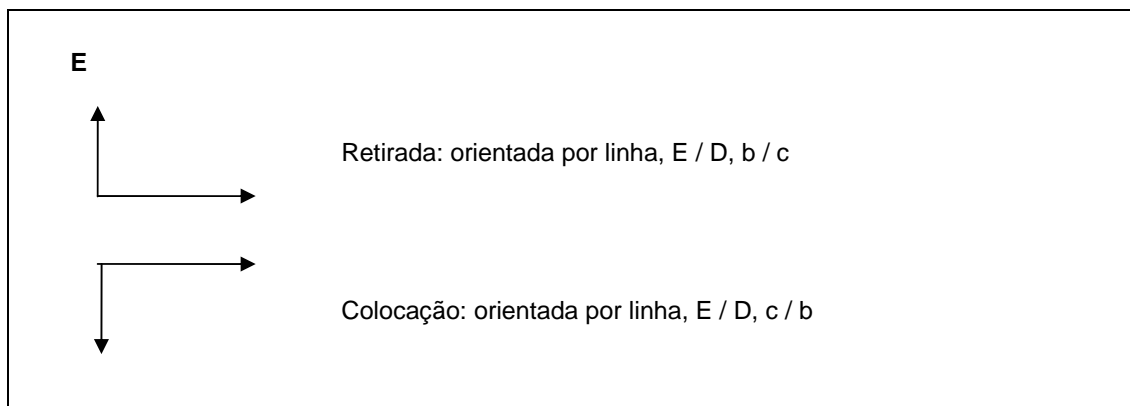 E
Retirada: orientada por linha, E / D, b / c
Colocação: orientada por linha, E / D, c / b